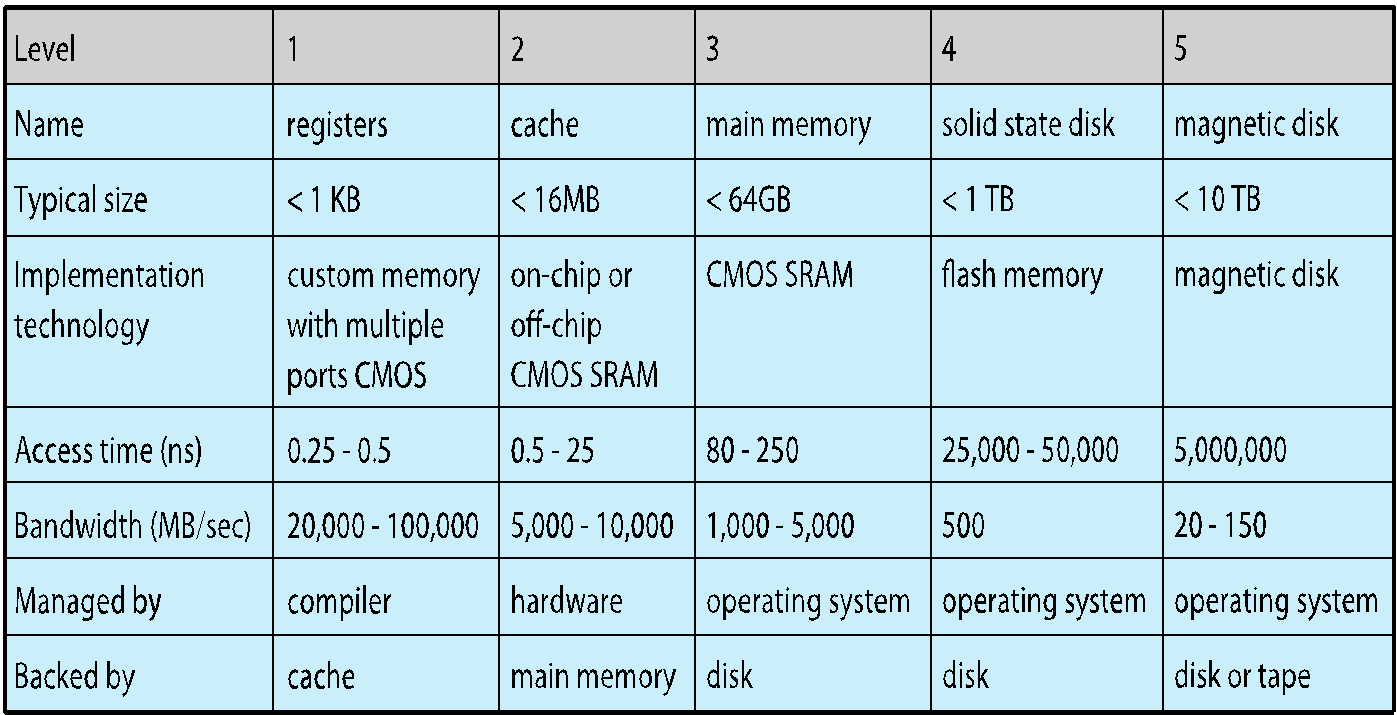 Level 1 2 3 4 5
Name registers cache main memory solid state disk magnetic disk
Typical size < 1 KB < 16MB < 64GB < 1 TB < 10 TB
Implementation custom memory on-chip or CMOS SRAM flash memory magnetic disk
technology with multiple off-chip
ports CMOS CMOS SRAM
Access time (ns) 0.25 - 0.5 0.5 - 25 80 - 250 25,000 - 50,000 5,000,000
Bandwidth (MB/sec) 20,000 - 100,000 5,000 - 10,000 1,000 - 5,000 500 20 - 150
Managed by compiler hardware operating system operating system operating system
Backed by cache main memory disk disk disk or tape